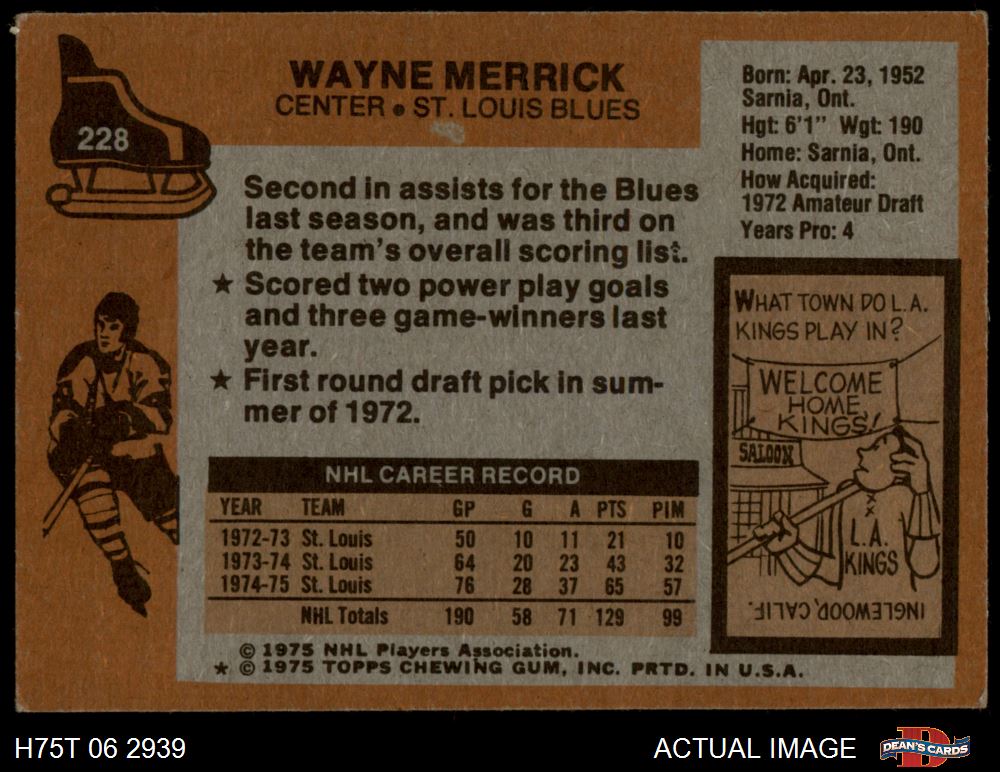 WAYNE MERRICK
CENTER • ST. LOUIS BLUES
228
Born: Apr. 23, 1952
Sarnia, Ont.
Hgt: 6'1" Wgt: 190
Home: Sarnia, Ont.
How Acquired:
1972 Amateur Draft
Years Pro: 4
Second in assists for the Blues
last season, and was third on
the team's overall scoring list.
★ Scored two power play goals
and three game-winners last
year.
★ First round draft pick in sum-
mer of 1972.
NHL CAREER RECORD
YEAR TEAM GP G A PTS PIM
1972-73 St. Louis 50 10 11 21 10
1973-74 St. Louis 64 20 23 43 32
1974-75 St. Louis 76 28 37 65 57
NHL Totals 190 58 71 129 99
WHAT TOWN DO L.A.
KINGS PLAY IN?
WELCOME
HOME,
KINGS!
SALOON
L.A.
KINGS
INGLEWOOD, CALIF.
© 1975 NHL Players Association.
★ © 1975 TOPPS CHEWING GUM, INC. PRTD. IN U.S.A.
H75T 06 2939
ACTUAL IMAGE
D
DEAN'S CARDS